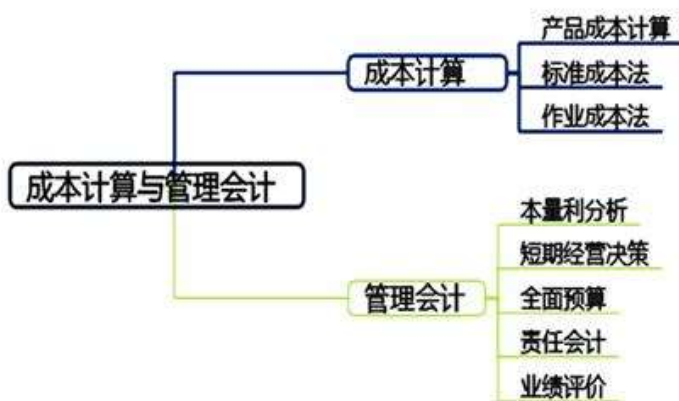 成本计算与管理会计
成本计算
产品成本计算
标准成本法
作业成本法
管理会计
本量利分析
短期经营决策
全面预算
责任会计
业绩评价